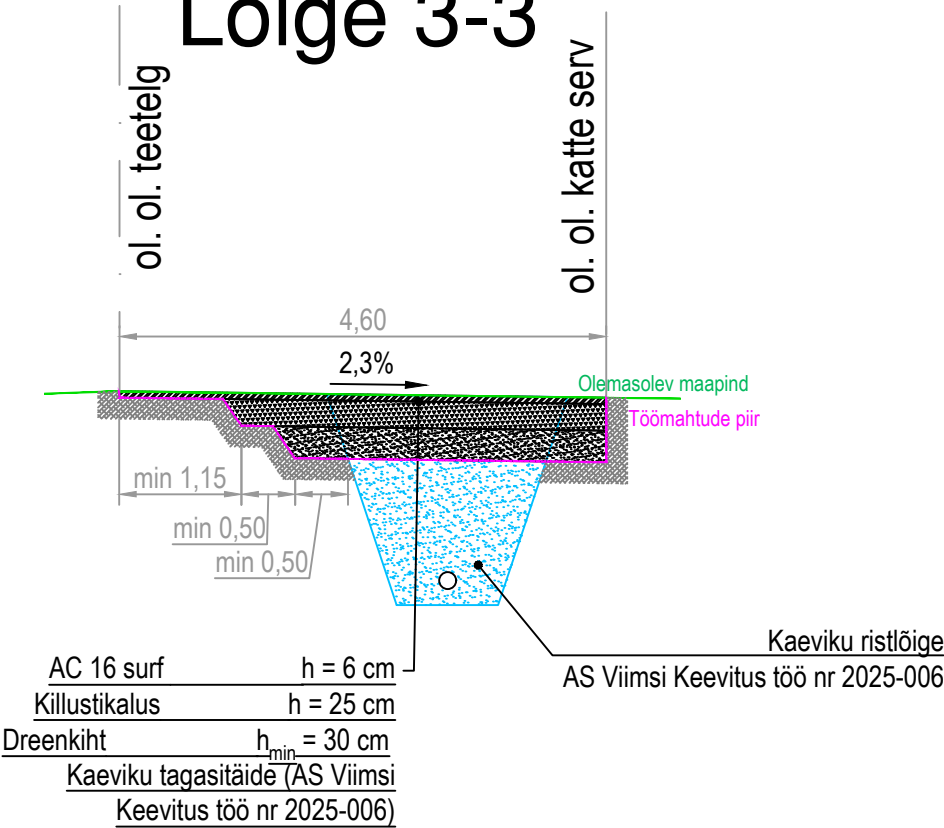 Lõige 3-3
ol. ol. teetelg
ol. ol. katte serv
4,60
2,3%
Olemasolev maapind
Töömahtude piir
min 1,15
min 0,50
min 0,50
Kaeviku ristlõige
AS Viimsi Keevitus töö nr 2025-006
AC 16 surf h = 6 cm
Killustikalus h = 25 cm
Dreenkiht hmin = 30 cm
Kaeviku tagasitäide (AS Viimsi
Keevitus töö nr 2025-006)